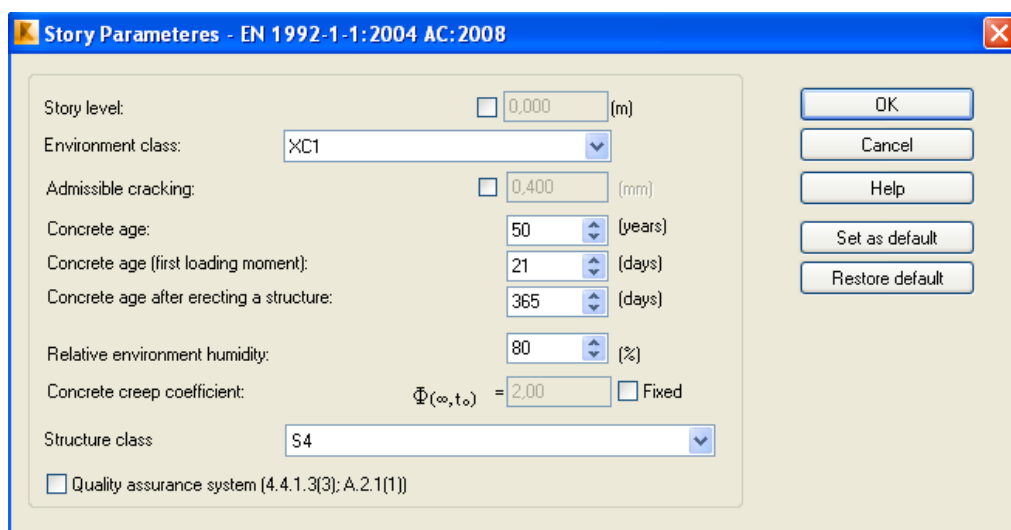 Story Parameteres - EN 1992-1-1:2004 AC:2008
Story level: 0,000 (m)
OK
Environment class: XC1
Cancel
Admissible cracking: 0,400 (mm)
Help
Concrete age: 50 (years)
Set as default
Concrete age (first loading moment): 21 (days)
Restore default
Concrete age after erecting a structure: 365 (days)
Relative environment humidity: 80 (%)
Concrete creep coefficient: Φ(∞,t₀) = 2,00 Fixed
Structure class S4
Quality assurance system (4.4.1.3(3); A.2.1(1))